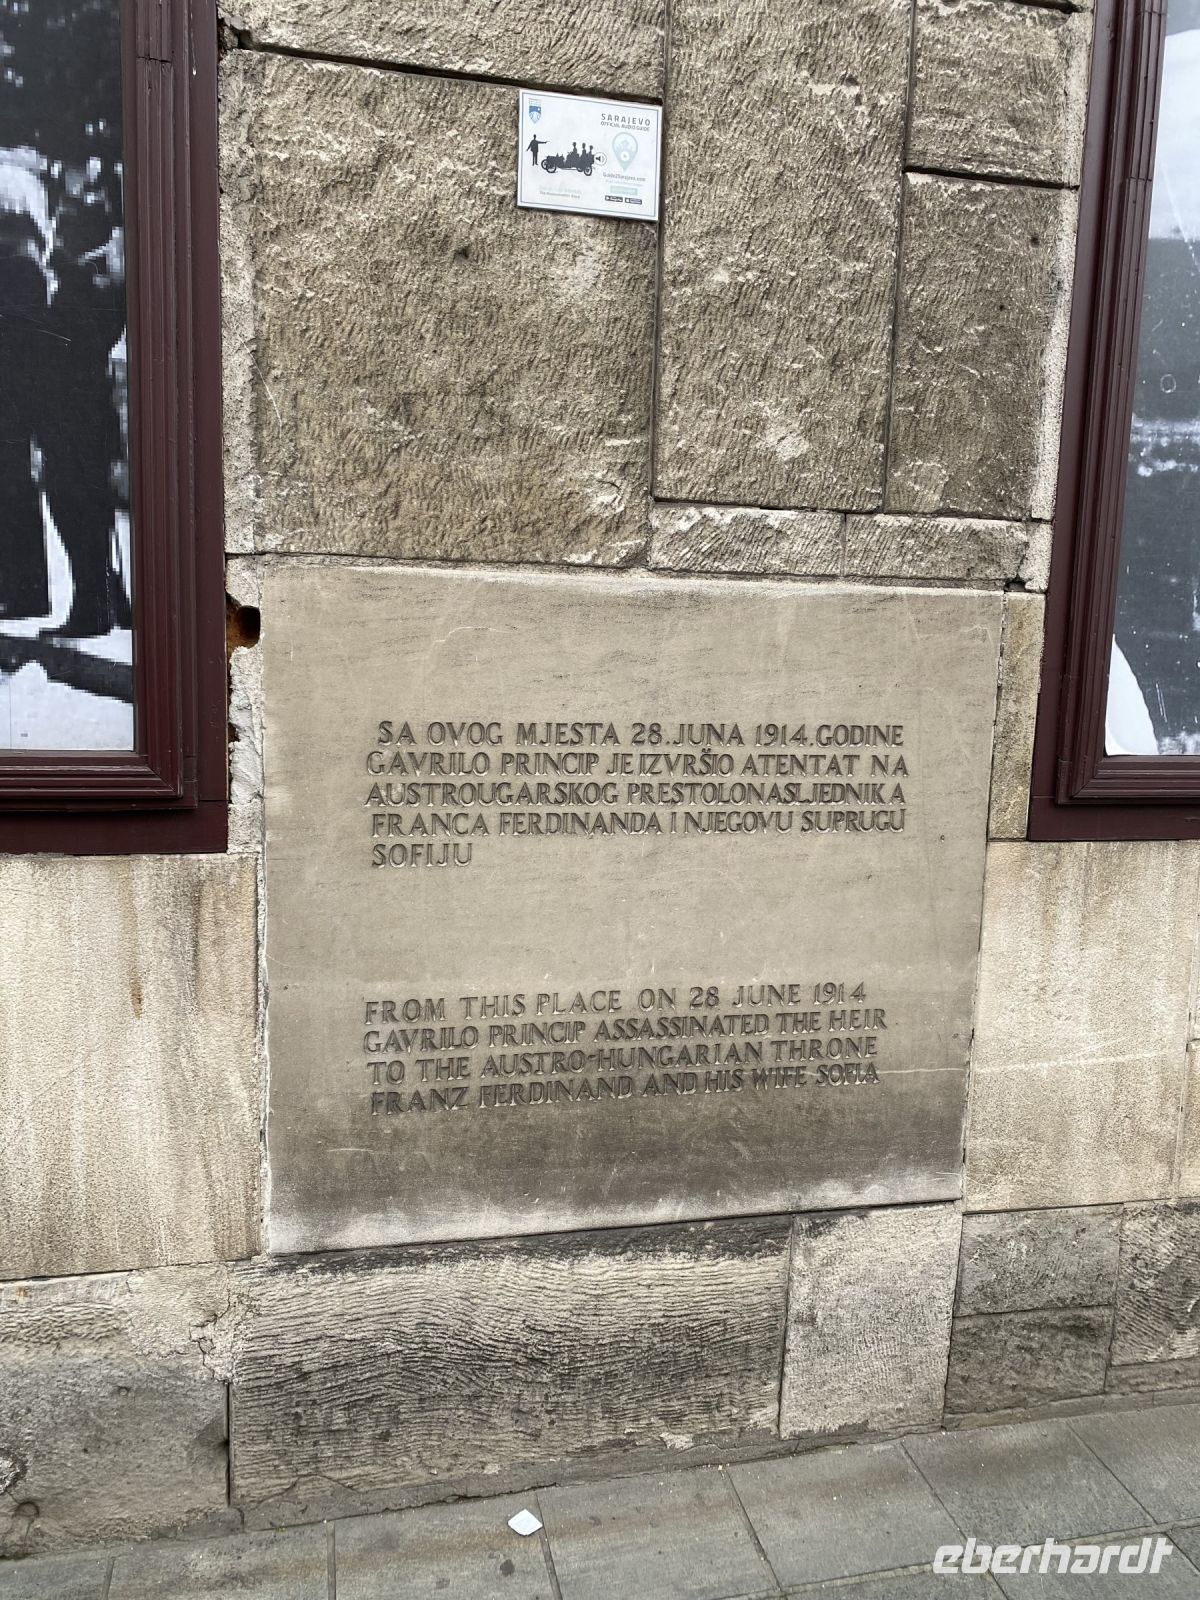 SARAJEVO
OFFICIAL AUDIO GUIDE
Guide2Sarajevo.com
SA OVOG MJESTA 28. JUNA 1914. GODINE
GAVRILO PRINCIP JE IZVRŠIO ATENTAT NA
AUSTROUGARSKOG PRESTOLONASLJEDNIKA
FRANCA FERDINANDA I NJEGOVU SUPRUGU
SOFIJU
FROM THIS PLACE ON 28 JUNE 1914
GAVRILO PRINCIP ASSASSINATED THE HEIR
TO THE AUSTRO-HUNGARIAN THRONE
FRANZ FERDINAND AND HIS WIFE SOFIA
eberhardt